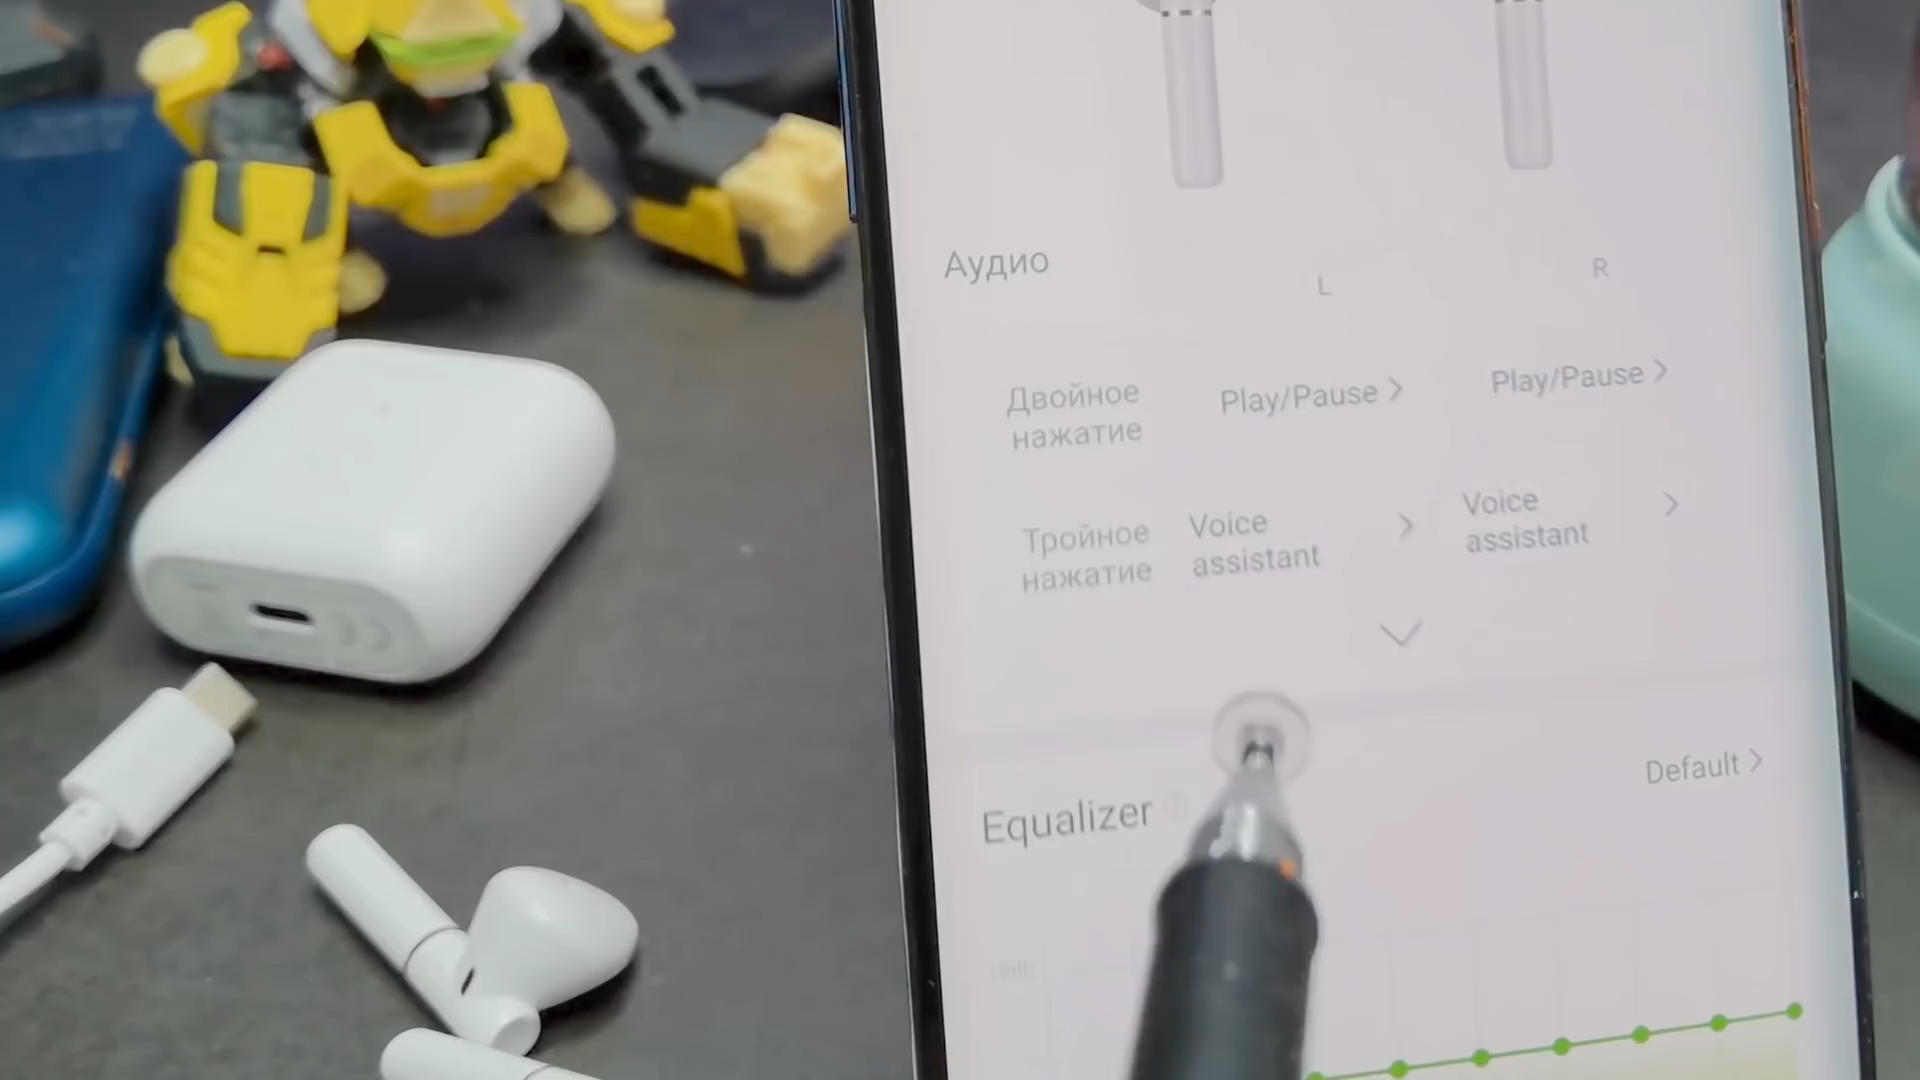 Аудио
L
R
Двойное
нажатие
Play/Pause
Play/Pause
Тройное
нажатие
Voice
assistant
Voice
assistant
Equalizer
Default